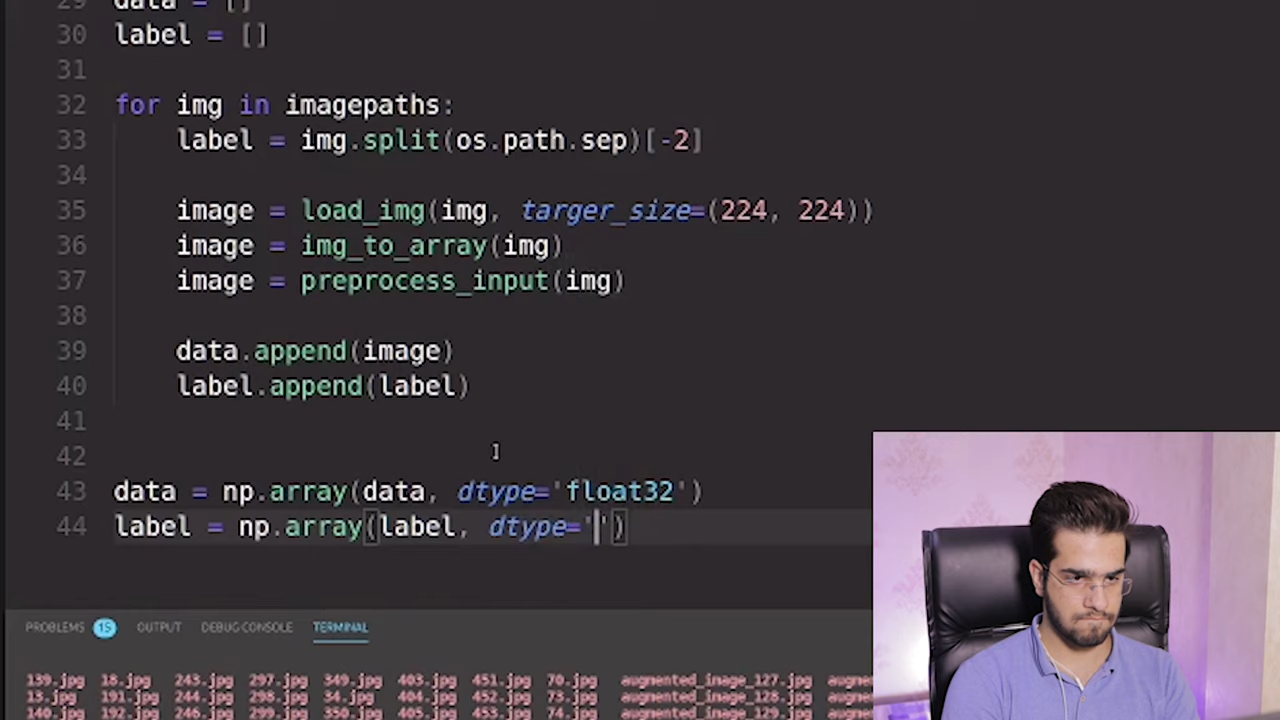 29 data = []
30 label = []
31
32 for img in imagepaths:
33 label = img.split(os.path.sep)[-2]
34
35 image = load_img(img, targer_size=(224, 224))
36 image = img_to_array(img)
37 image = preprocess_input(img)
38
39 data.append(image)
40 label.append(label)
41
42
43 data = np.array(data, dtype='float32')
44 label = np.array(label, dtype='')
PROBLEMS 15 OUTPUT DEBUG CONSOLE TERMINAL
139.jpg 18.jpg 243.jpg 297.jpg 349.jpg 403.jpg 451.jpg 70.jpg augmented_image_127.jpg
13.jpg 191.jpg 244.jpg 298.jpg 34.jpg 404.jpg 452.jpg 73.jpg augmented_image_128.jpg
140.jpg 192.jpg 246.jpg 299.jpg 350.jpg 405.jpg 453.jpg 74.jpg augmented_image_129.jpg